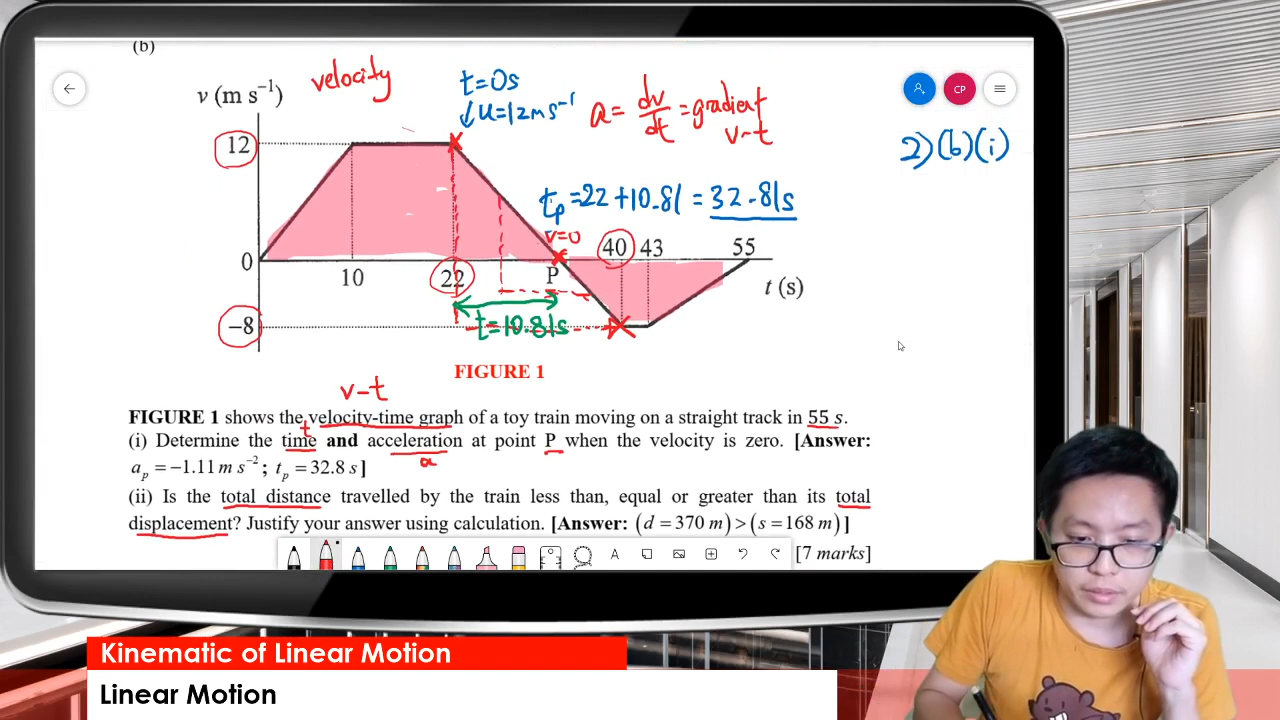 (b)
velocity
t=0s
v (m s⁻¹)
↓u=12ms⁻¹
a = dv/dt = gradient
v-t
CP
2)(b)(i)
12
tp = 22 + 10.81 = 32.81s
v=0
0
10
22
P
40
43
55
t (s)
−8
t=10.81s
FIGURE 1
v-t
FIGURE 1 shows the velocity-time graph of a toy train moving on a straight track in 55 s.
t
(i) Determine the time and acceleration at point P when the velocity is zero. [Answer:
a
a_p = −1.11 m s⁻² ; t_p = 32.8 s]
(ii) Is the total distance travelled by the train less than, equal or greater than its total
displacement? Justify your answer using calculation. [Answer: (d = 370 m) > (s = 168 m)]
A
[7 marks]
Kinematic of Linear Motion
Linear Motion